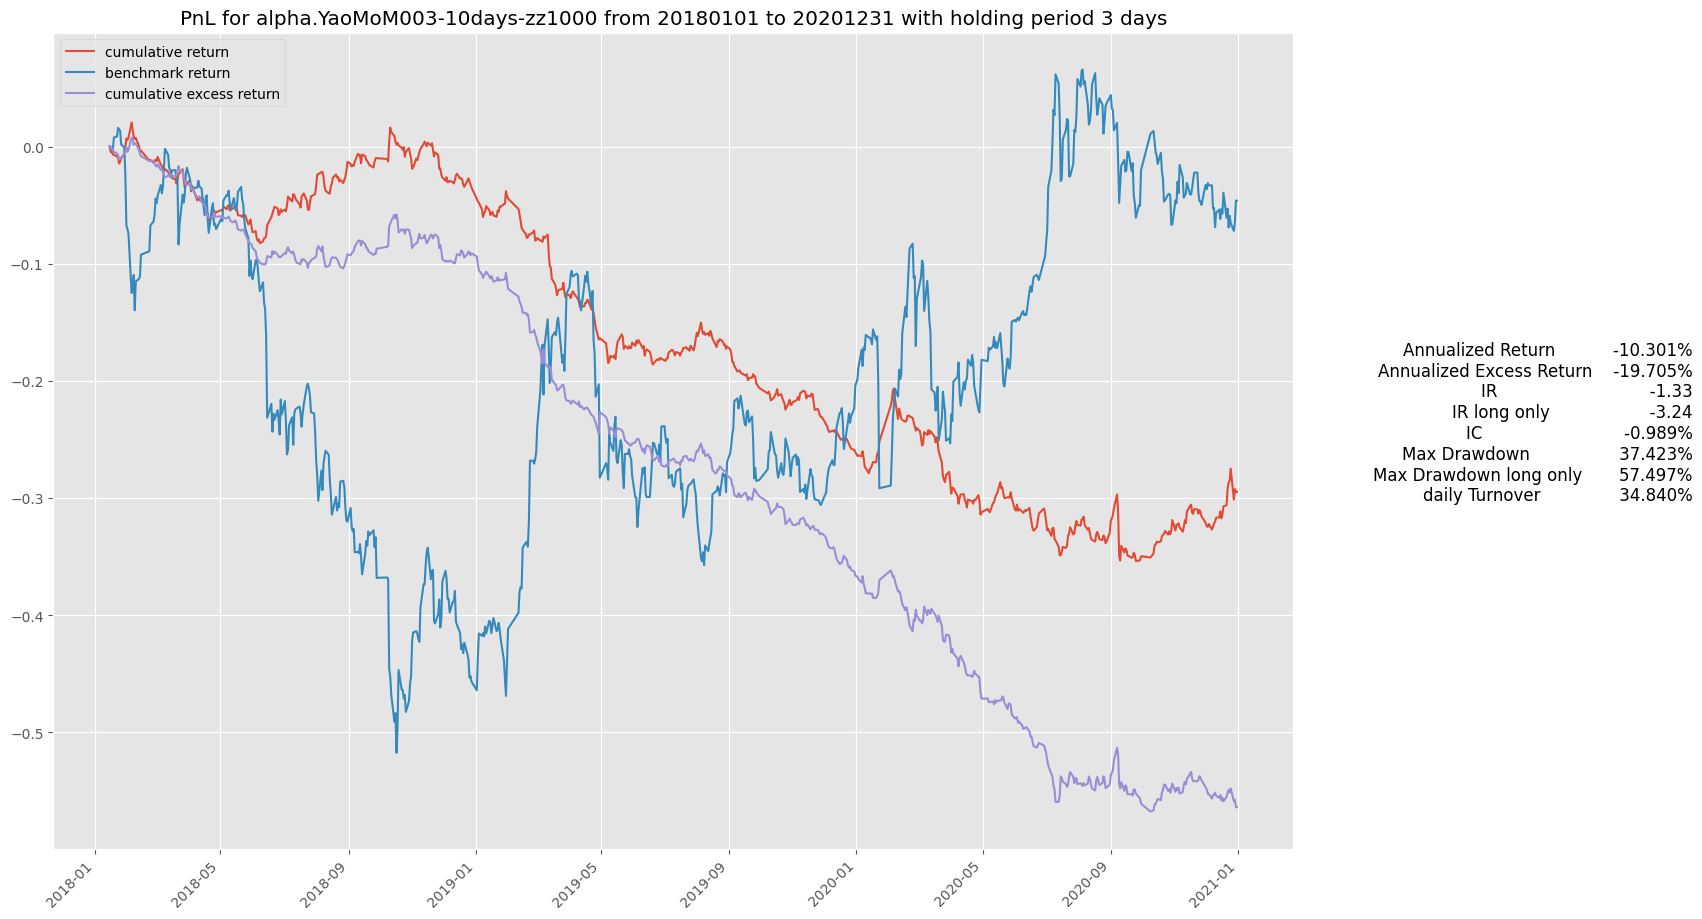 PnL for alpha.YaoMoM003-10days-zz1000 from 20180101 to 20201231 with holding period 3 days
cumulative return
benchmark return
cumulative excess return
0.0
−0.1
−0.2
−0.3
−0.4
−0.5
2018-01
2018-05
2018-09
2019-01
2019-05
2019-09
2020-01
2020-05
2020-09
2021-01
Annualized Return -10.301%
Annualized Excess Return -19.705%
IR -1.33
IR long only -3.24
IC -0.989%
Max Drawdown 37.423%
Max Drawdown long only 57.497%
daily Turnover 34.840%